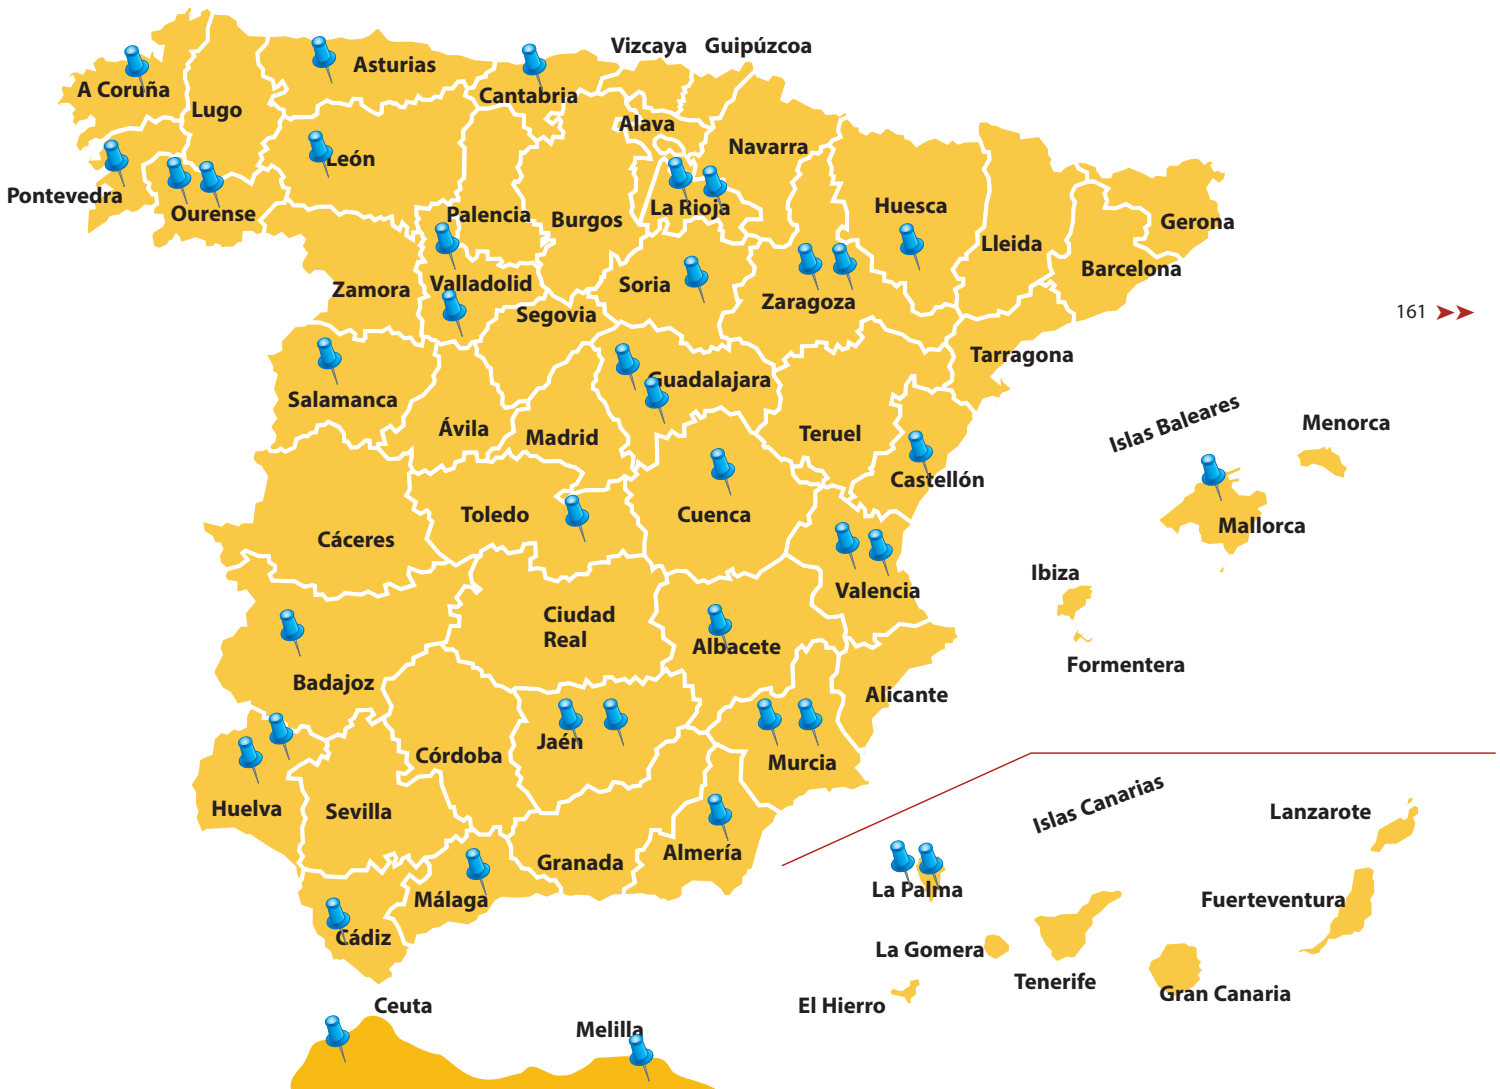 Vizcaya Guipúzcoa
Asturias
A Coruña
Cantabria
Lugo
Alava
Navarra
León
Pontevedra
Ourense
Palencia
Burgos
La Rioja
Huesca
Gerona
Lleida
Barcelona
Zamora
Valladolid
Soria
Zaragoza
Segovia
161
Tarragona
Salamanca
Guadalajara
Ávila
Madrid
Teruel
Islas Baleares
Menorca
Castellón
Toledo
Cuenca
Mallorca
Cáceres
Ibiza
Valencia
Ciudad
Real
Albacete
Formentera
Badajoz
Alicante
Córdoba
Jaén
Murcia
Huelva
Sevilla
Islas Canarias
Lanzarote
Granada
Almería
Málaga
La Palma
Fuerteventura
Cádiz
La Gomera
Tenerife
Gran Canaria
El Hierro
Ceuta
Melilla